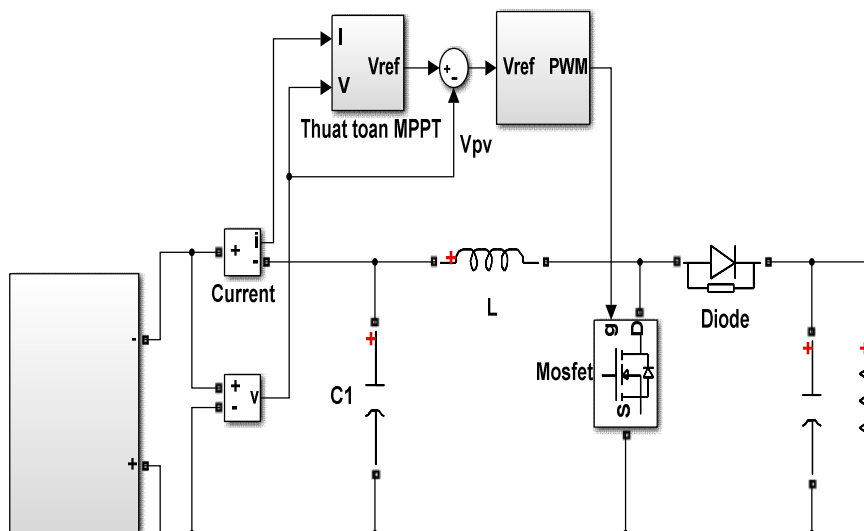 I
V
Vref
Thuat toan MPPT
+
-
Vref
PWM
Vpv
+
i
-
Current
+
L
g
D
S
Mosfet
Diode
-
+
+
-
v
+
C1
+
+